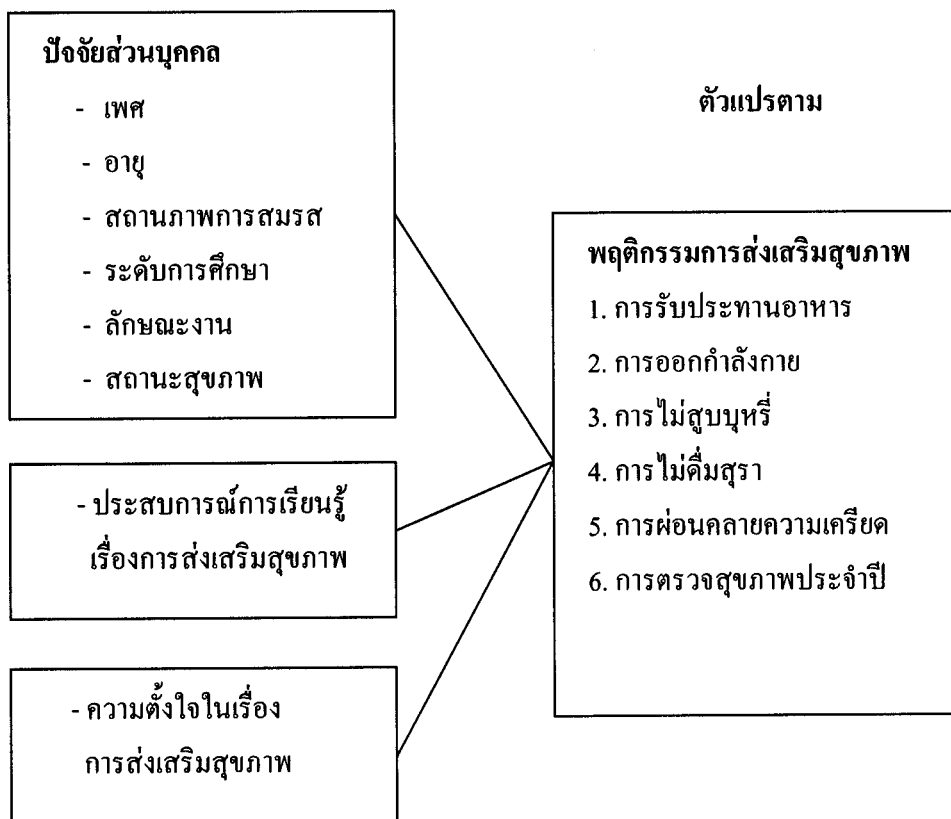 ปัจจัยส่วนบุคคล
- เพศ
- อายุ
- สถานภาพการสมรส
- ระดับการศึกษา
- ลักษณะงาน
- สถานะสุขภาพ
- ประสบการณ์การเรียนรู้
เรื่องการส่งเสริมสุขภาพ
- ความตั้งใจในเรื่อง
การส่งเสริมสุขภาพ
ตัวแปรตาม
พฤติกรรมการส่งเสริมสุขภาพ
1. การรับประทานอาหาร
2. การออกกำลังกาย
3. การไม่สูบบุหรี่
4. การไม่ดื่มสุรา
5. การผ่อนคลายความเครียด
6. การตรวจสุขภาพประจำปี